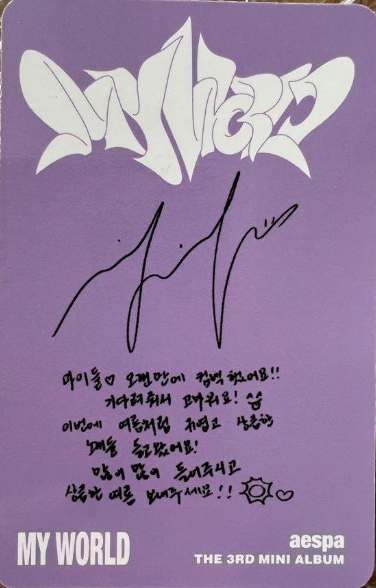 MY WORLD
마이들♡ 오랜만에 컴백했어요!!
기다려줘서 고마워요! ^^
이번에 여름처럼 귀엽고 상큼한
노래들 들고왔어요!
많이 많이 들어주시고
상큼한 여름 보내주세요!!
MY WORLD
aespa
THE 3RD MINI ALBUM